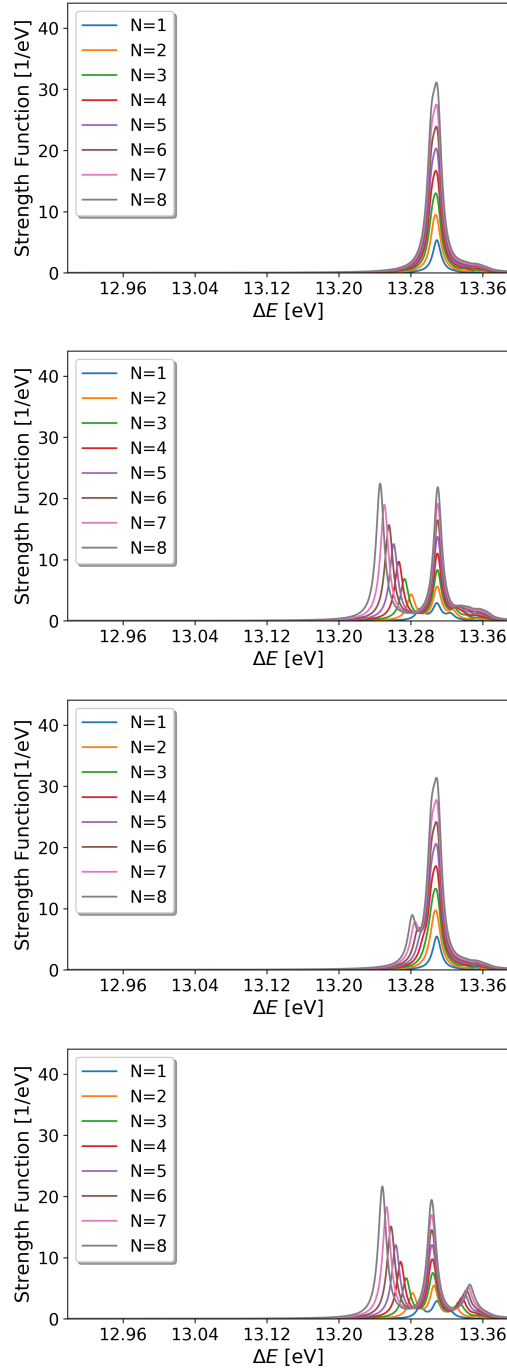 Strength Function [1/eV]
40
30
20
10
0
N=1
N=2
N=3
N=4
N=5
N=6
N=7
N=8
12.96 13.04 13.12 13.20 13.28 13.36
ΔE [eV]
Strength Function [1/eV]
40
30
20
10
0
N=1
N=2
N=3
N=4
N=5
N=6
N=7
N=8
12.96 13.04 13.12 13.20 13.28 13.36
ΔE [eV]
Strength Function[1/eV]
40
30
20
10
0
N=1
N=2
N=3
N=4
N=5
N=6
N=7
N=8
12.96 13.04 13.12 13.20 13.28 13.36
ΔE [eV]
Strength Function [1/eV]
40
30
20
10
0
N=1
N=2
N=3
N=4
N=5
N=6
N=7
N=8
12.96 13.04 13.12 13.20 13.28 13.36
ΔE [eV]